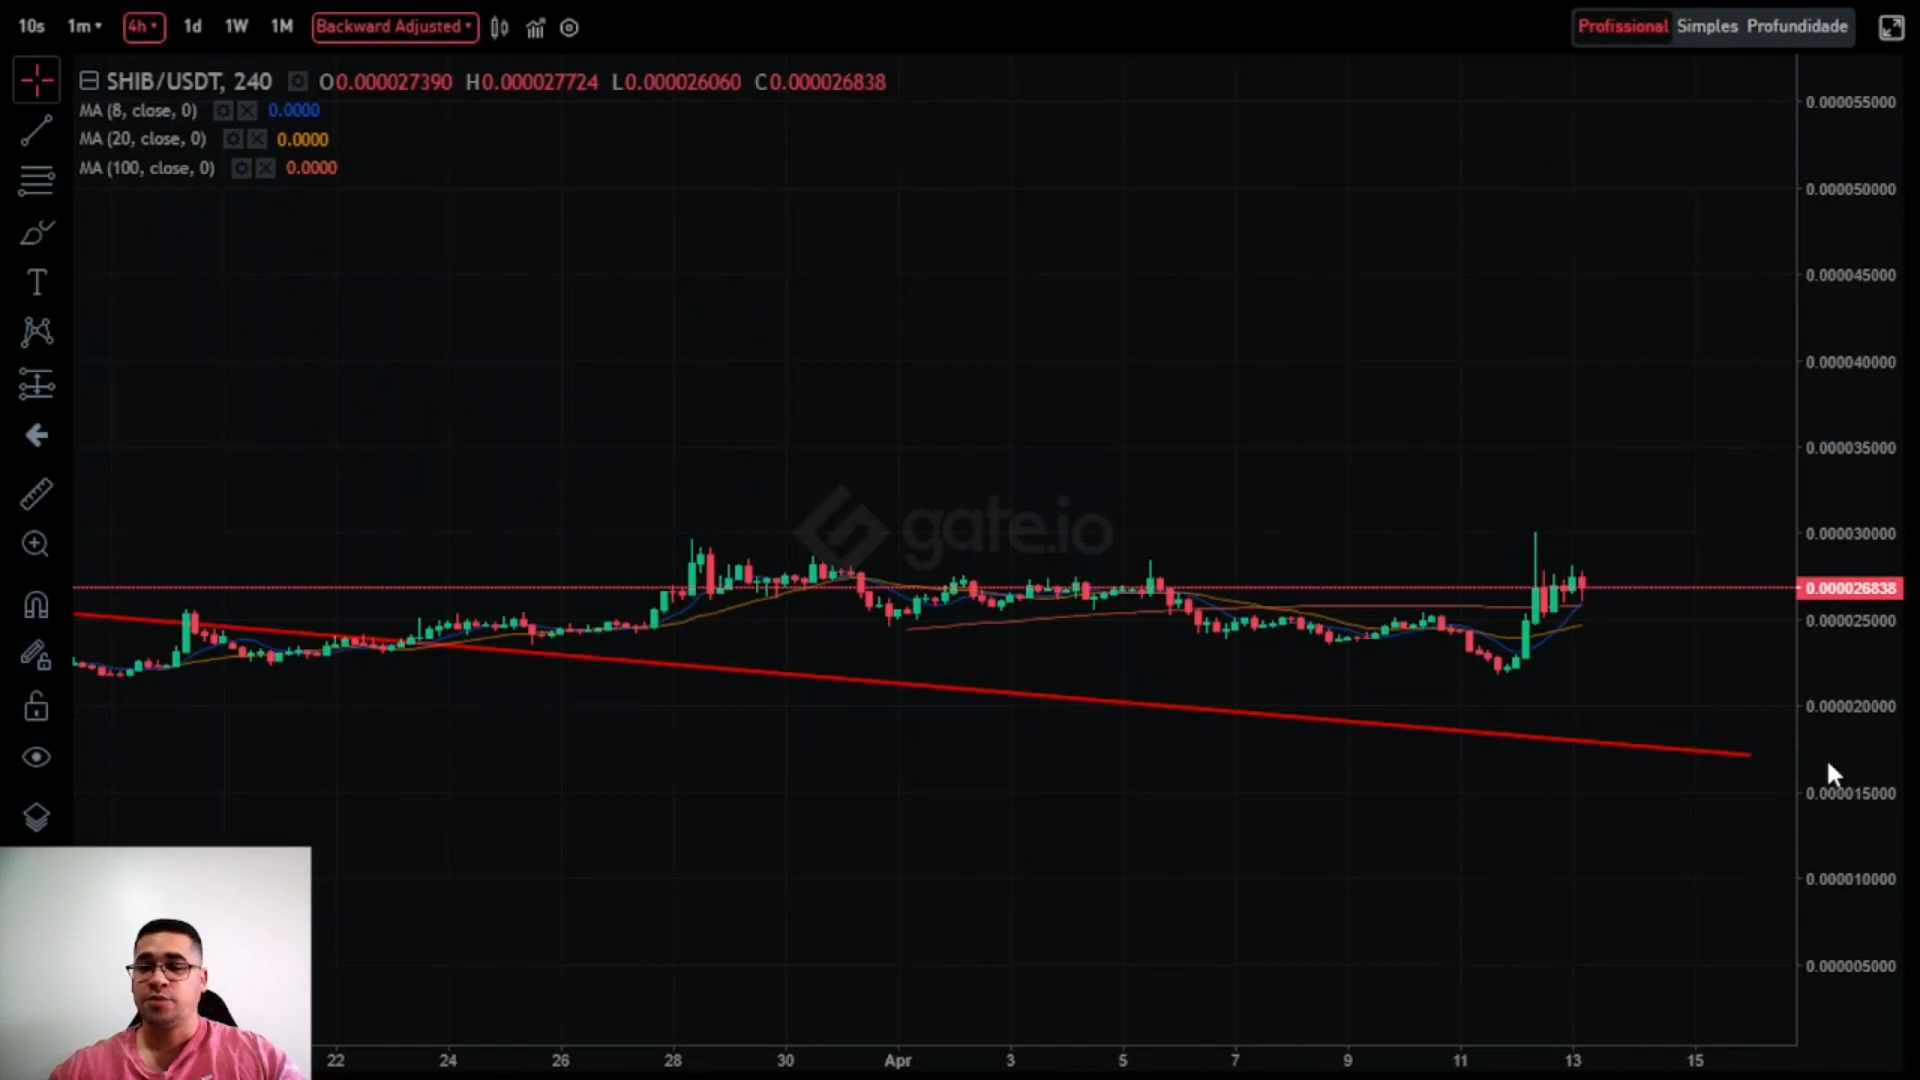 10s 1m 4h 1d 1W 1M Backward Adjusted Profissional Simples Profundidade
SHIB/USDT, 240 O0.000027390 H0.000027724 L0.000026060 C0.000026838
MA (8, close, 0) 0.0000
MA (20, close, 0) 0.0000
MA (100, close, 0) 0.0000
T
gate.io
0.000055000
0.000050000
0.000045000
0.000040000
0.000035000
0.000030000
0.000026838
0.000025000
0.000020000
0.000015000
0.000010000
0.000005000
22 24 26 28 30 Apr 3 5 7 9 11 13 15